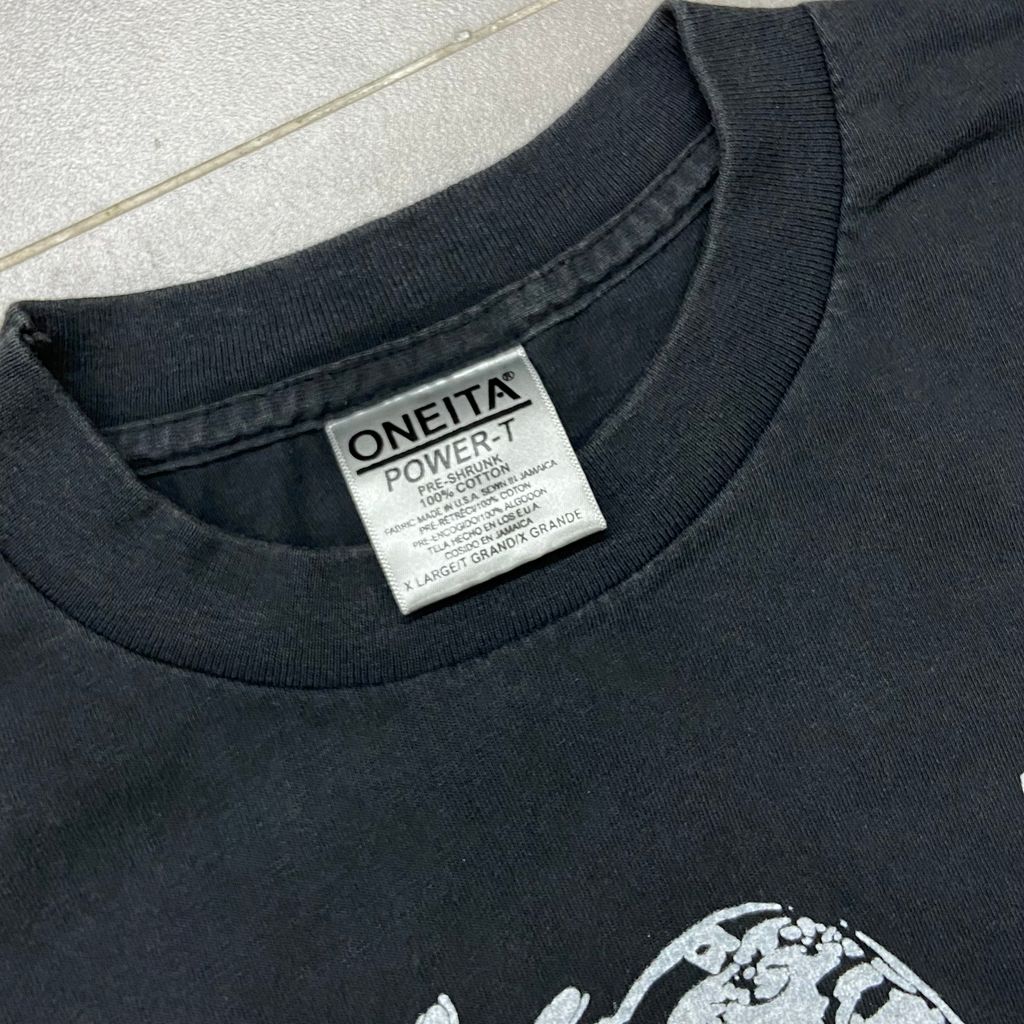 ONEITA®
POWER-T
PRE-SHRUNK
100% COTTON
FABRIC MADE IN U.S.A. SEWN IN JAMAICA
PRE-RETRECI/100% COTON
PRE-ENCOGIDO/100% ALGODON
TELA HECHO EN LOS E.U.A.
COSIDO EN JAMAICA
X LARGE/T GRAND/X GRANDE